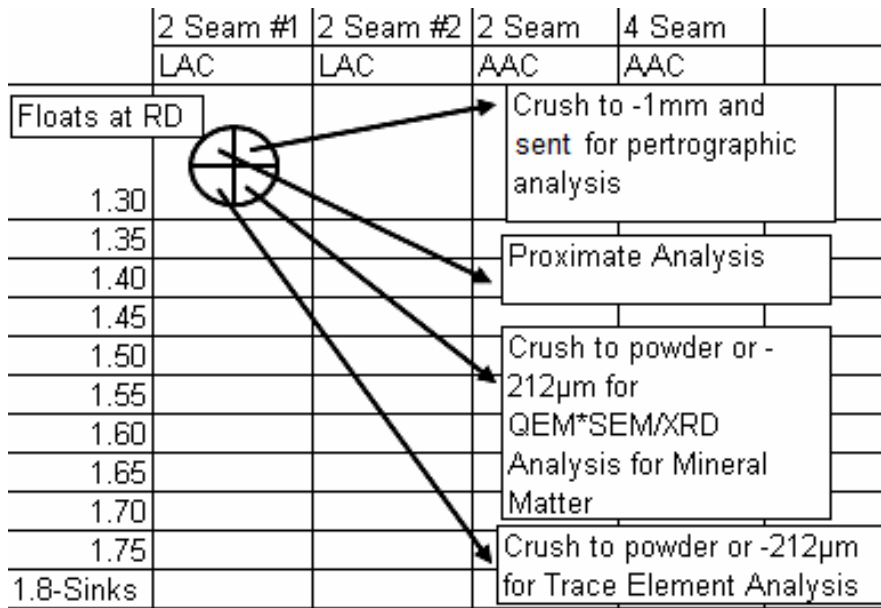 2 Seam #1 2 Seam #2 2 Seam 4 Seam
LAC LAC AAC AAC
Floats at RD
Crush to -1mm and
sent for pertrographic
analysis
1.30
1.35
Proximate Analysis
1.40
1.45
1.50
Crush to powder or -
212µm for
QEM*SEM/XRD
Analysis for Mineral
Matter
1.55
1.60
1.65
1.70
1.75
Crush to powder or -212µm
for Trace Element Analysis
1.8-Sinks